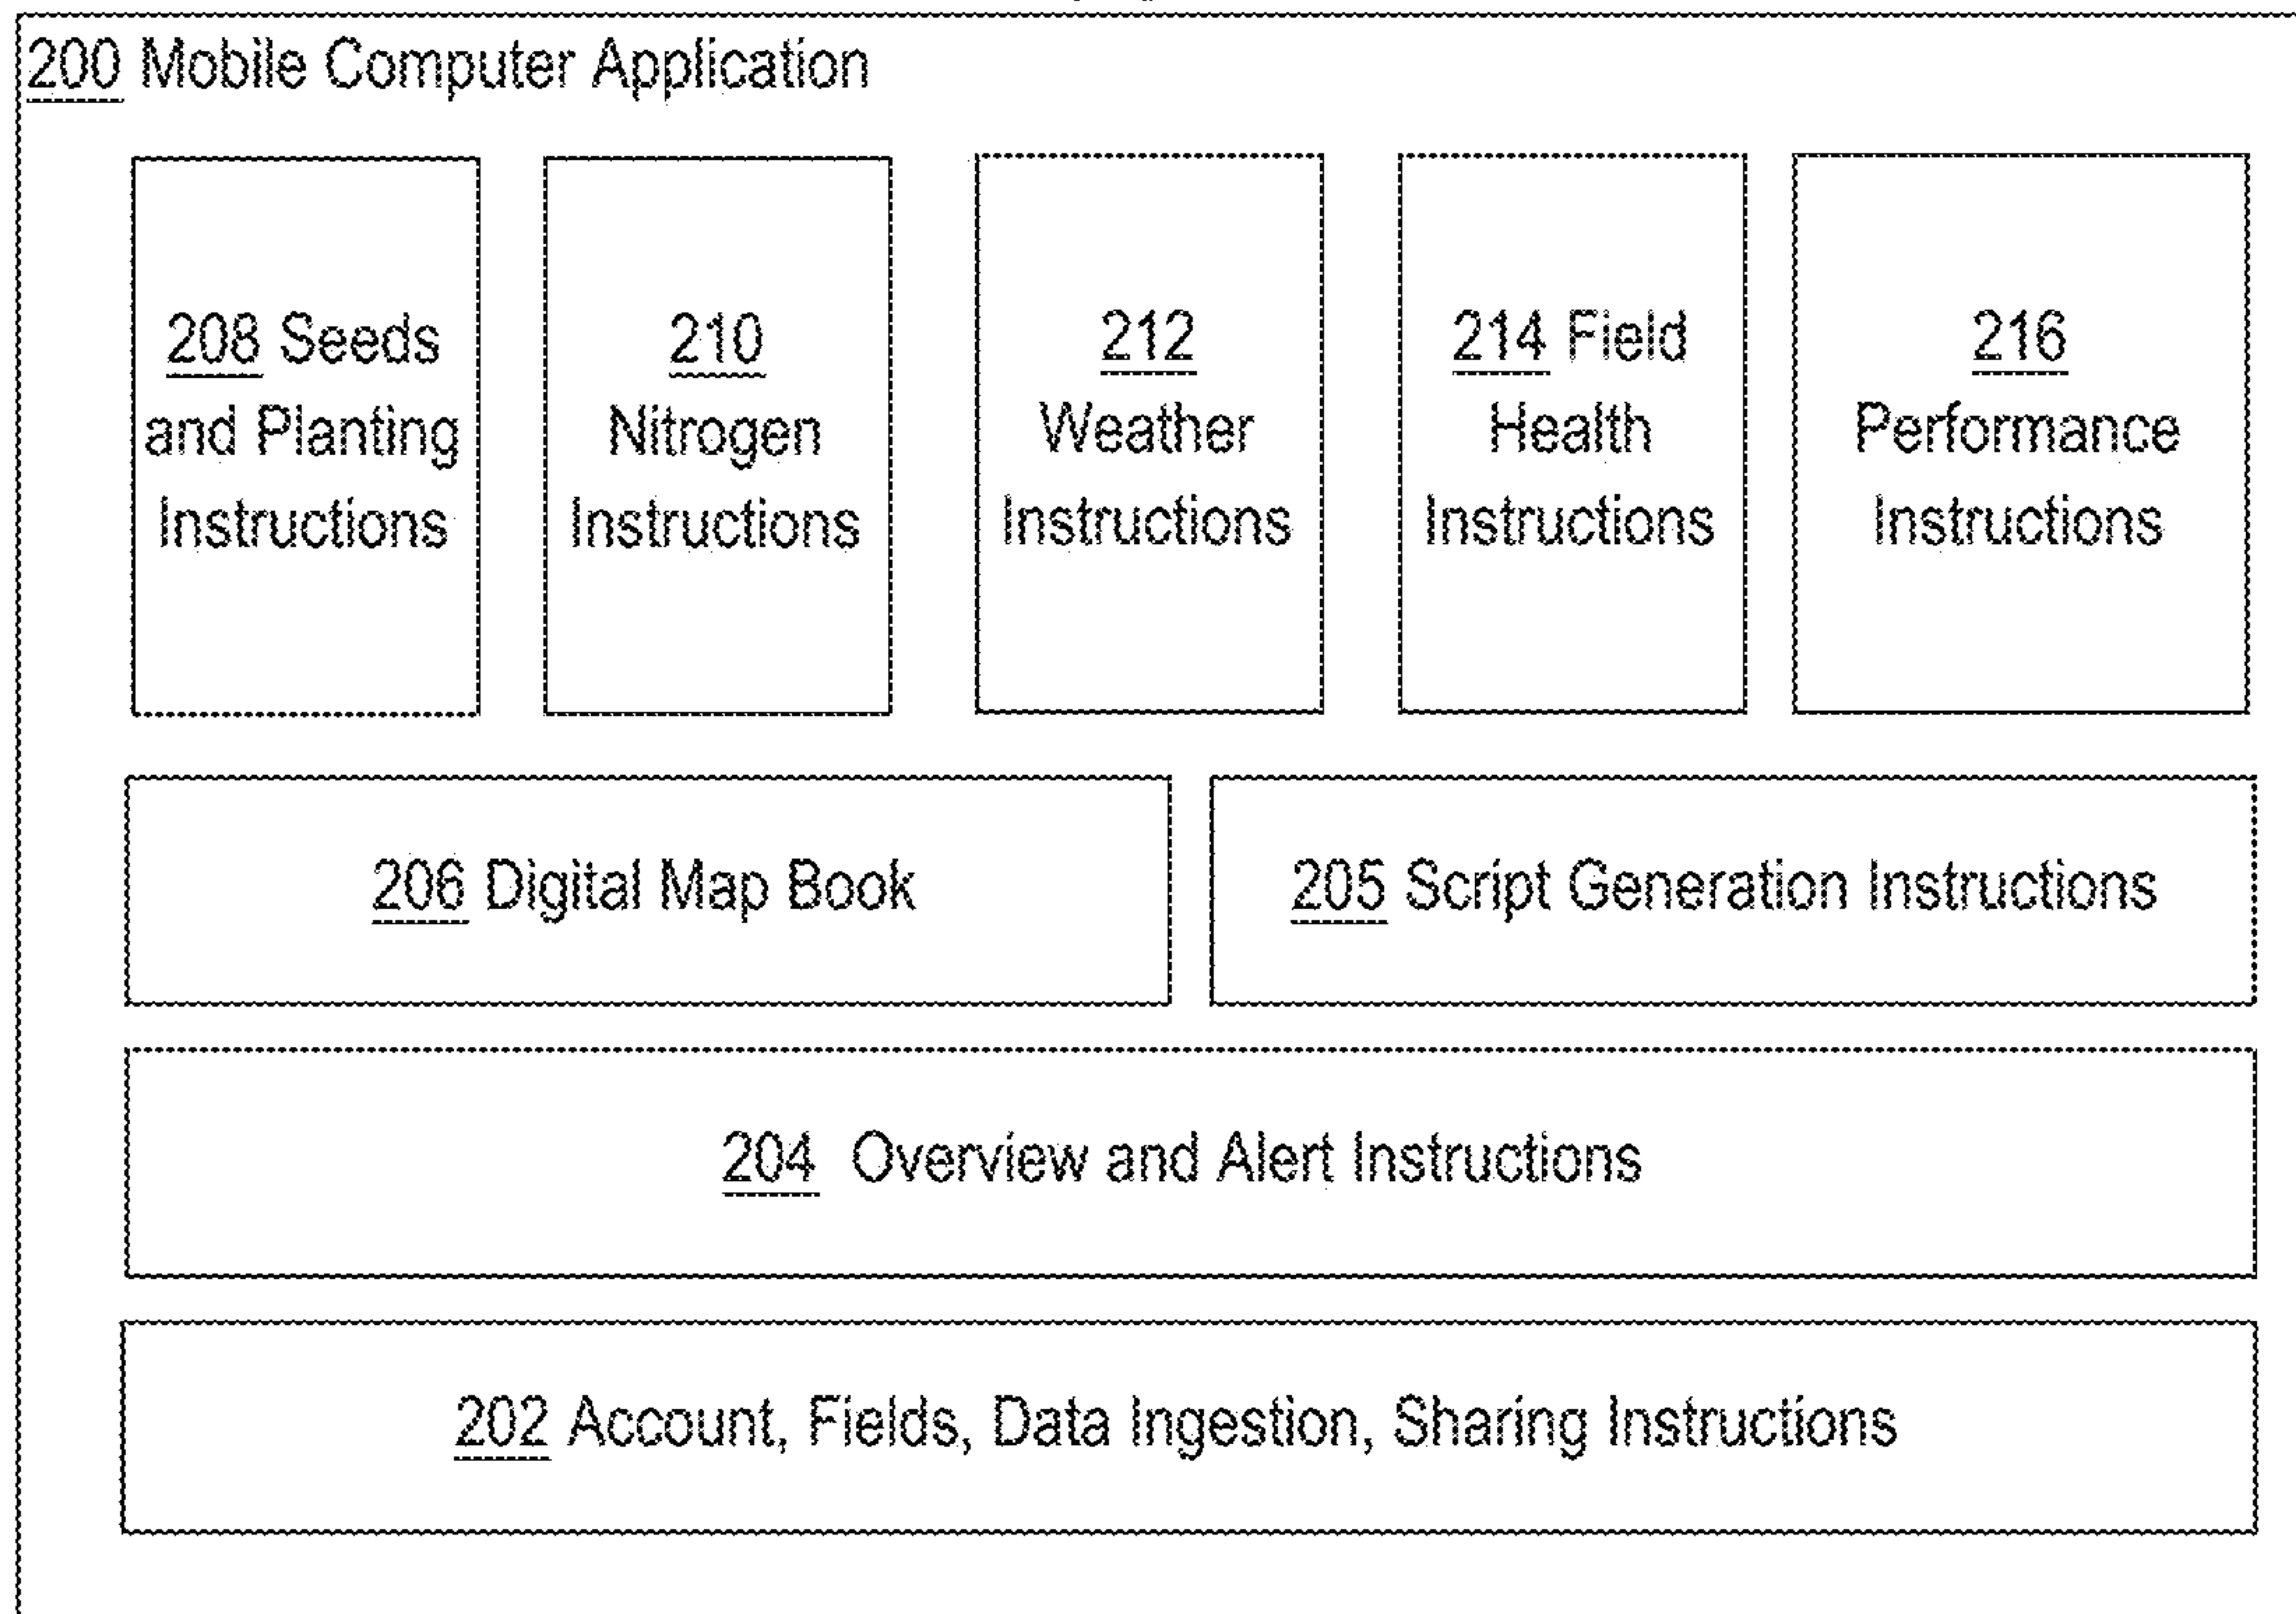 200 Mobile Computer Application
208 Seeds
and Planting
Instructions
210
Nitrogen
Instructions
212
Weather
Instructions
214 Field
Health
Instructions
216
Performance
Instructions
206 Digital Map Book
205 Script Generation Instructions
204 Overview and Alert Instructions
202 Account, Fields, Data Ingestion, Sharing Instructions